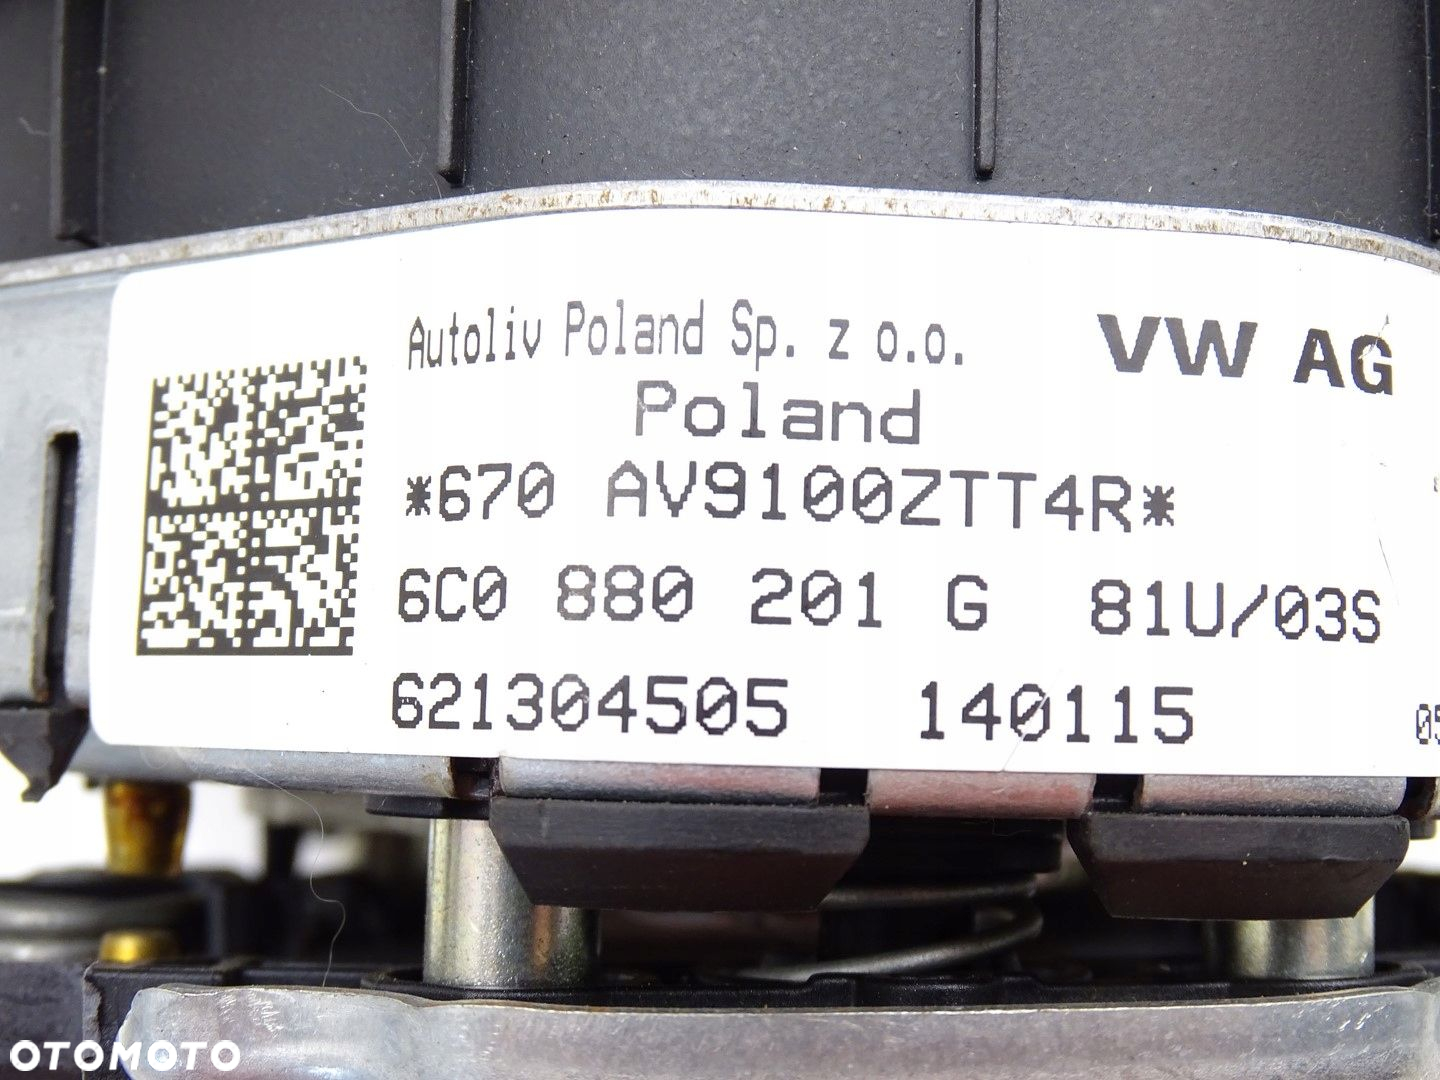 Autoliv Poland Sp. z o.o.
VW AG
Poland
*670 AV9100ZTT4R*
6C0 880 201 G 81U/03S
621304505 140115
OTOMOTO